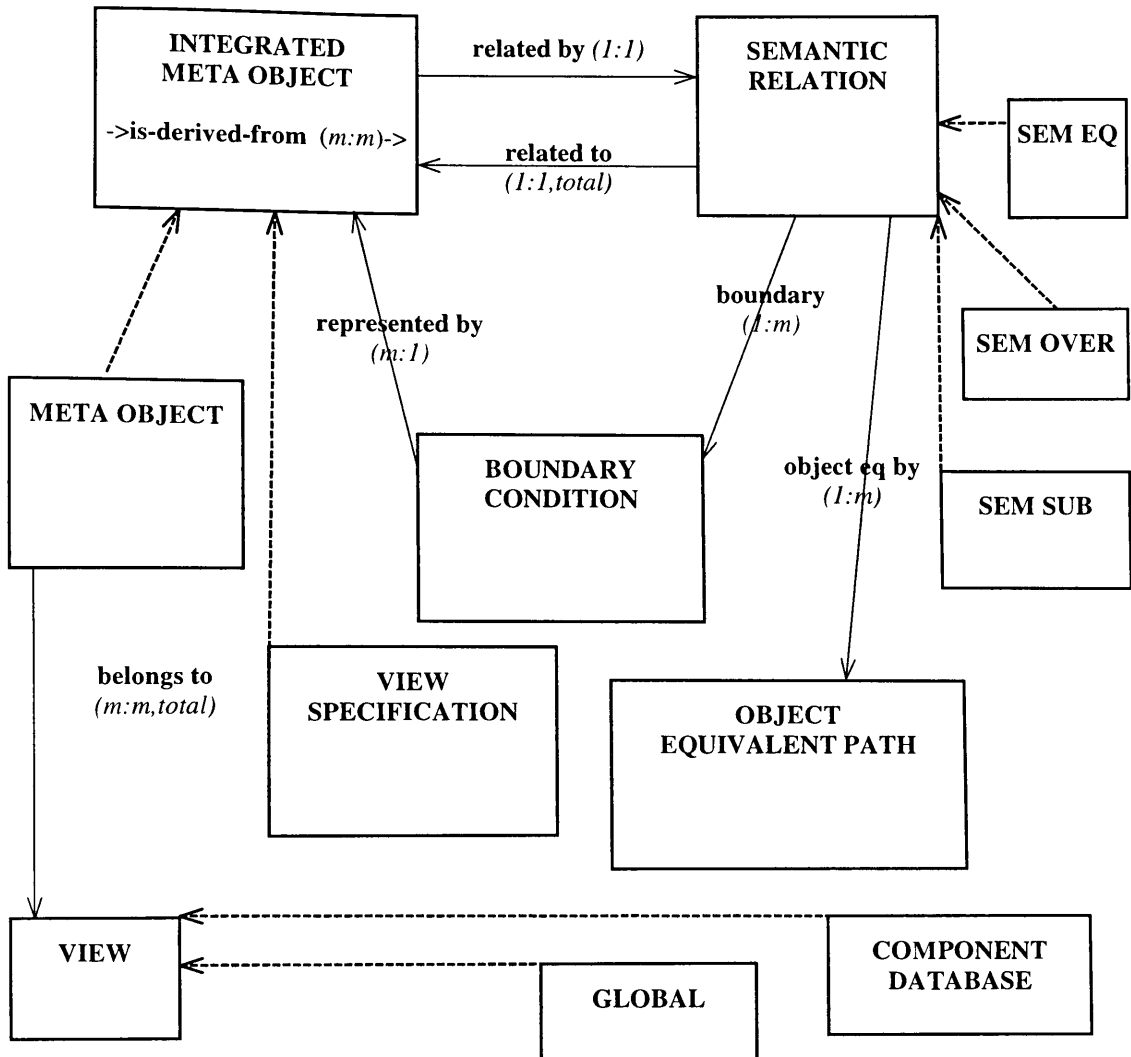 INTEGRATED
META OBJECT
->is-derived-from (m:m)->
related by (1:1)
SEMANTIC
RELATION
SEM EQ
related to
(1:1,total)
represented by
(m:1)
boundary
(1:m)
SEM OVER
META OBJECT
BOUNDARY
CONDITION
object eq by
(1:m)
SEM SUB
belongs to
(m:m,total)
VIEW
SPECIFICATION
OBJECT
EQUIVALENT PATH
VIEW
COMPONENT
DATABASE
GLOBAL